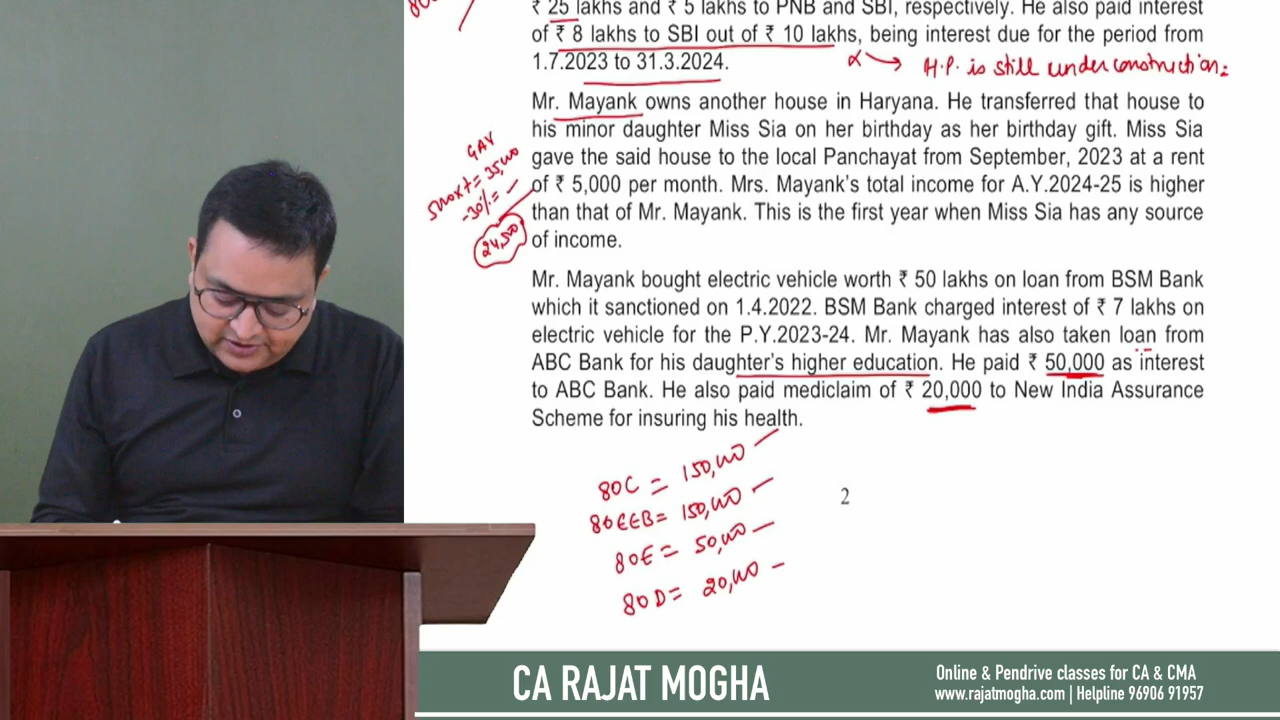 80
₹ 25 lakhs and ₹ 5 lakhs to PNB and SBI, respectively. He also paid interest
of ₹ 8 lakhs to SBI out of ₹ 10 lakhs, being interest due for the period from
1.7.2023 to 31.3.2024.
H.P. is still under construction.
Mr. Mayank owns another house in Haryana. He transferred that house to
his minor daughter Miss Sia on her birthday as her birthday gift. Miss Sia
gave the said house to the local Panchayat from September, 2023 at a rent
of ₹ 5,000 per month. Mrs. Mayank's total income for A.Y.2024-25 is higher
than that of Mr. Mayank. This is the first year when Miss Sia has any source
of income.
GAV
5000x7= 35,000
-30%= -
24,500
Mr. Mayank bought electric vehicle worth ₹ 50 lakhs on loan from BSM Bank
which it sanctioned on 1.4.2022. BSM Bank charged interest of ₹ 7 lakhs on
electric vehicle for the P.Y.2023-24. Mr. Mayank has also taken loan from
ABC Bank for his daughter's higher education. He paid ₹ 50,000 as interest
to ABC Bank. He also paid mediclaim of ₹ 20,000 to New India Assurance
Scheme for insuring his health.
80C = 150,000
80EEB= 150,000
80E= 50,000
80D= 20,000
2
CA RAJAT MOGHA
Online & Pendrive classes for CA & CMA
www.rajatmogha.com | Helpline 96906 91957